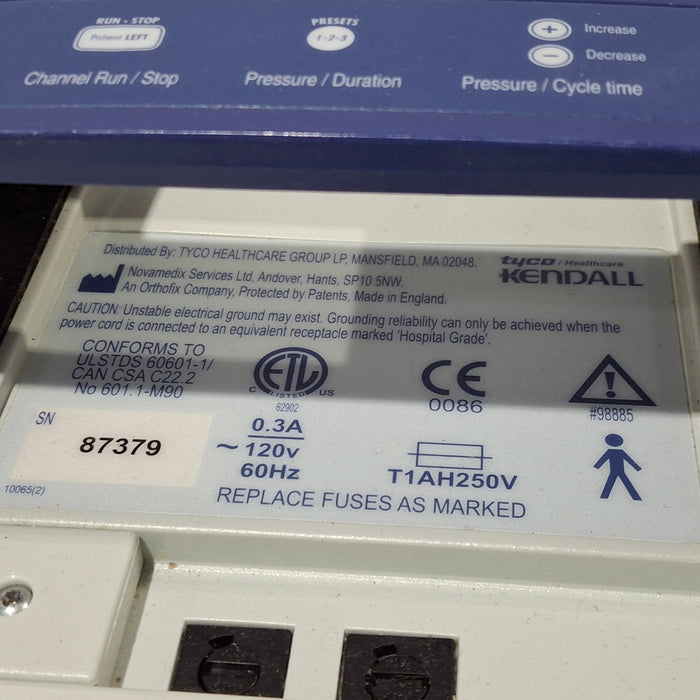 RUN - STOP
Patient LEFT
Channel Run / Stop
PRESETS
1-2-3
Pressure / Duration
+ Increase
− Decrease
Pressure / Cycle time
Distributed By: TYCO HEALTHCARE GROUP LP, MANSFIELD, MA 02048.
Novamedix Services Ltd, Andover, Hants, SP10 5NW.
An Orthofix Company, Protected by Patents, Made in England.
tyco / Healthcare
KENDALL
CAUTION: Unstable electrical ground may exist. Grounding reliability can only be achieved when the
power cord is connected to an equivalent receptacle marked 'Hospital Grade'.
CONFORMS TO
ULSTDS 60601-1/
CAN CSA C22.2
No 601.1-M90
ETL
C LISTED US
62902
CE
0086
!
#98885
SN
87379
0.3A
~ 120v
60Hz
T1AH250V
10065(2)
REPLACE FUSES AS MARKED